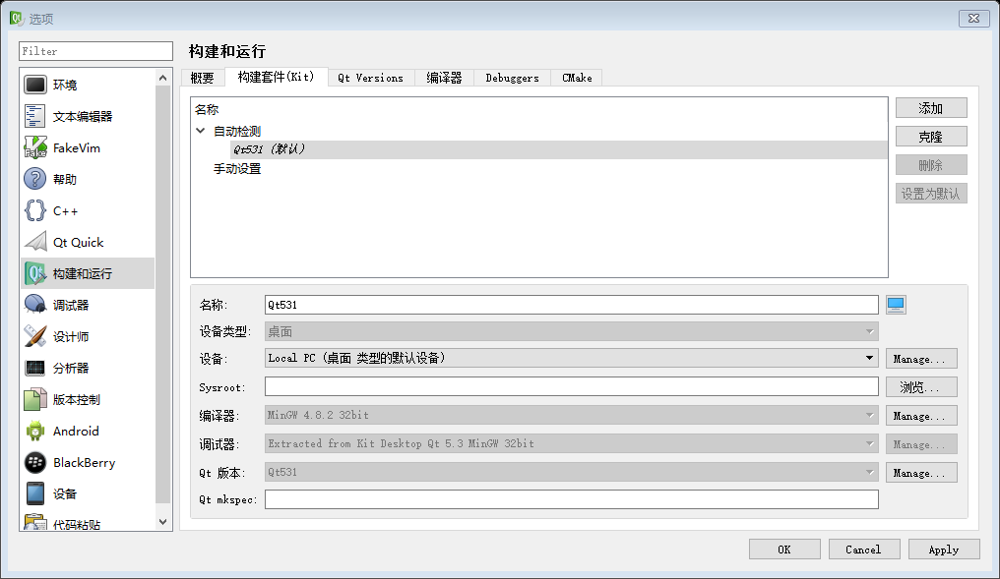 选项
Filter
环境
文本编辑器
FakeVim
帮助
C++
Qt Quick
构建和运行
调试器
设计师
分析器
版本控制
Android
BlackBerry
设备
代码粘贴
构建和运行
概要 构建套件(Kit) Qt Versions 编译器 Debuggers CMake
名称
自动检测
Qt531 (默认)
手动设置
添加
克隆
删除
设置为默认
名称: Qt531
设备类型: 桌面
设备: Local PC (桌面 类型的默认设备) Manage...
Sysroot: 浏览...
编译器: MinGW 4.8.2 32bit Manage...
调试器: Extracted from Kit Desktop Qt 5.3 MinGW 32bit Manage...
Qt 版本: Qt531 Manage...
Qt mkspec:
OK Cancel Apply